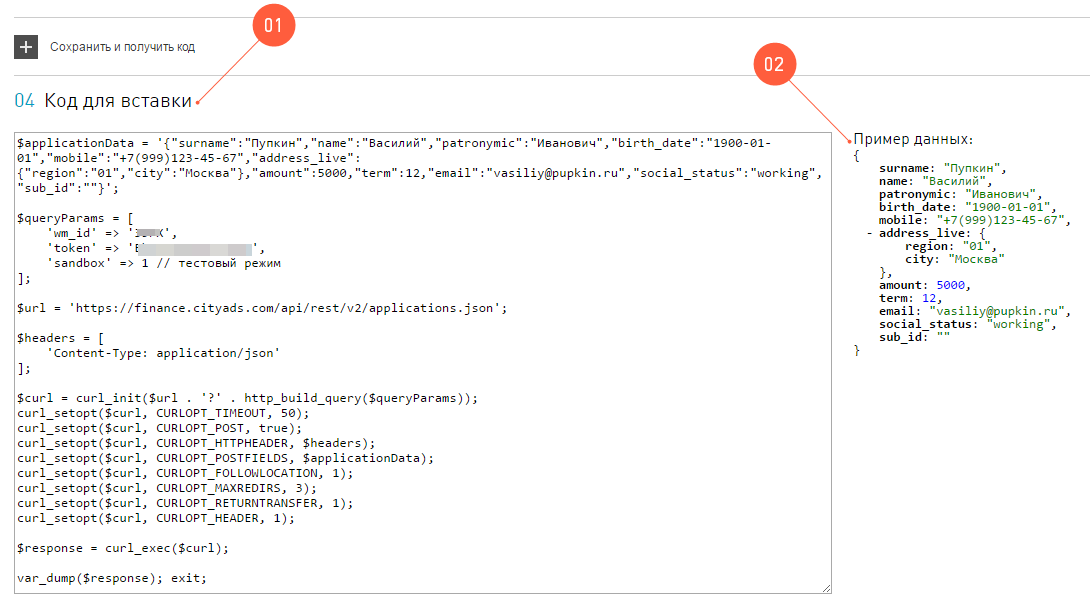 01
Сохранить и получить код
02
04 Код для вставки
$applicationData = '{"surname":"Пупкин","name":"Василий","patronymic":"Иванович","birth_date":"1900-01-
01","mobile":"+7(999)123-45-67","address_live":
{"region":"01","city":"Москва"},"amount":5000,"term":12,"email":"vasiliy@pupkin.ru","social_status":"working",
"sub_id":""}';
$queryParams = [
'wm_id' => '
'token' => '
'sandbox' => 1 // тестовый режим
];
$url = 'https://finance.cityads.com/api/rest/v2/applications.json';
$headers = [
'Content-Type: application/json'
];
$curl = curl_init($url . '?' . http_build_query($queryParams));
curl_setopt($curl, CURLOPT_TIMEOUT, 50);
curl_setopt($curl, CURLOPT_POST, true);
curl_setopt($curl, CURLOPT_HTTPHEADER, $headers);
curl_setopt($curl, CURLOPT_POSTFIELDS, $applicationData);
curl_setopt($curl, CURLOPT_FOLLOWLOCATION, 1);
curl_setopt($curl, CURLOPT_MAXREDIRS, 3);
curl_setopt($curl, CURLOPT_RETURNTRANSFER, 1);
curl_setopt($curl, CURLOPT_HEADER, 1);
$response = curl_exec($curl);
var_dump($response); exit;
Пример данных:
{
surname: "Пупкин",
name: "Василий",
patronymic: "Иванович",
birth_date: "1900-01-01",
mobile: "+7(999)123-45-67",
- address_live: {
region: "01",
city: "Москва"
},
amount: 5000,
term: 12,
email: "vasiliy@pupkin.ru",
social_status: "working",
sub_id: ""
}